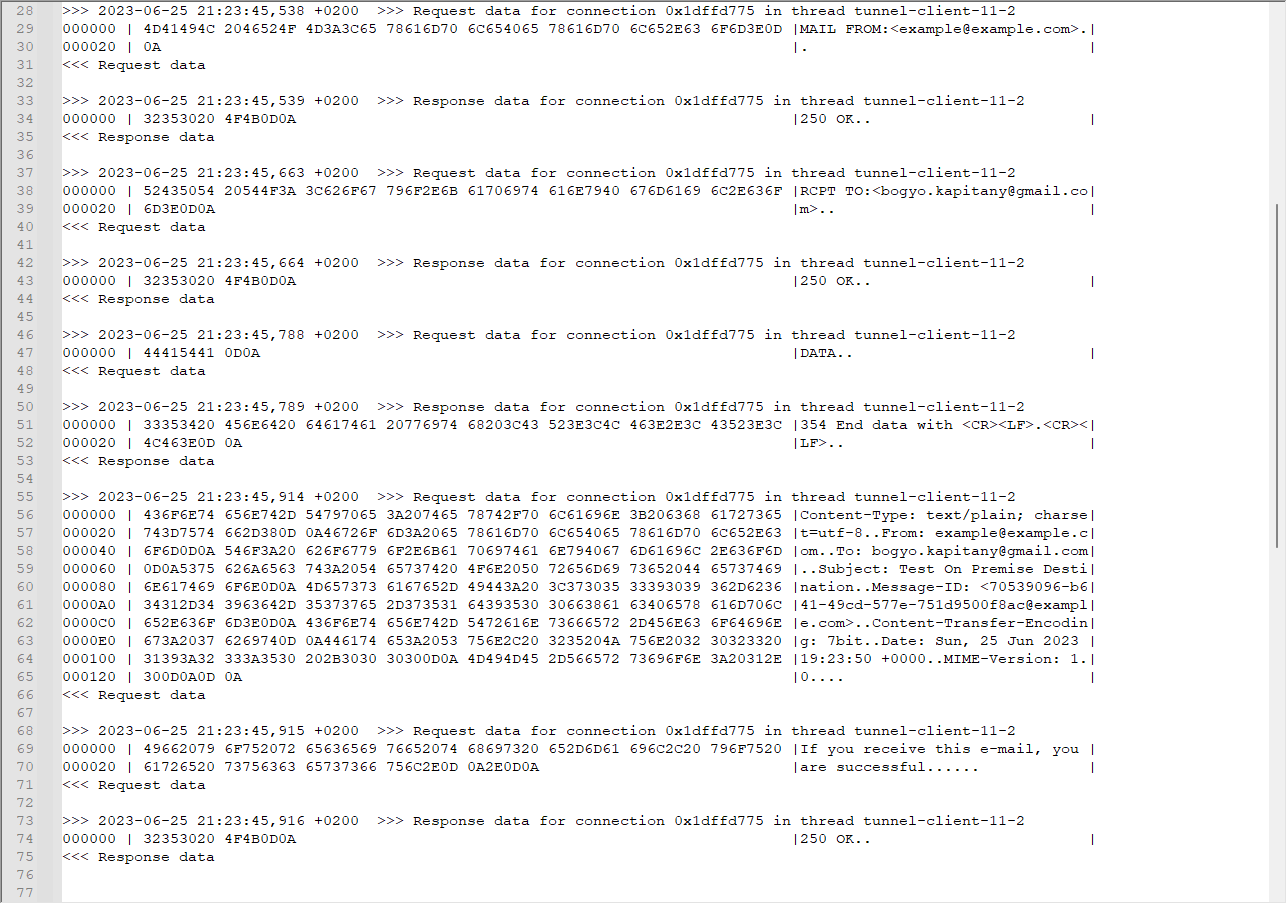 28 >>> 2023-06-25 21:23:45,538 +0200  >>> Request data for connection 0x1dffd775 in thread tunnel-client-11-2
29 000000 | 4D41494C 2046524F 4D3A3C65 78616D70 6C654065 78616D70 6C652E63 6F6D3E0D |MAIL FROM:<example@example.com>.|
30 000020 | 0A |. |
31 <<< Request data
32
33 >>> 2023-06-25 21:23:45,539 +0200  >>> Response data for connection 0x1dffd775 in thread tunnel-client-11-2
34 000000 | 32353020 4F4B0D0A |250 OK.. |
35 <<< Response data
36
37 >>> 2023-06-25 21:23:45,663 +0200  >>> Request data for connection 0x1dffd775 in thread tunnel-client-11-2
38 000000 | 52435054 20544F3A 3C626F67 796F2E6B 61706974 616E7940 676D6169 6C2E636F |RCPT TO:<bogyo.kapitany@gmail.co|
39 000020 | 6D3E0D0A |m>.. |
40 <<< Request data
41
42 >>> 2023-06-25 21:23:45,664 +0200  >>> Response data for connection 0x1dffd775 in thread tunnel-client-11-2
43 000000 | 32353020 4F4B0D0A |250 OK.. |
44 <<< Response data
45
46 >>> 2023-06-25 21:23:45,788 +0200  >>> Request data for connection 0x1dffd775 in thread tunnel-client-11-2
47 000000 | 44415441 0D0A |DATA.. |
48 <<< Request data
49
50 >>> 2023-06-25 21:23:45,789 +0200  >>> Response data for connection 0x1dffd775 in thread tunnel-client-11-2
51 000000 | 33353420 456E6420 64617461 20776974 68203C43 523E3C4C 463E2E3C 43523E3C |354 End data with <CR><LF>.<CR><|
52 000020 | 4C463E0D 0A |LF>.. |
53 <<< Response data
54
55 >>> 2023-06-25 21:23:45,914 +0200  >>> Request data for connection 0x1dffd775 in thread tunnel-client-11-2
56 000000 | 436F6E74 656E742D 54797065 3A207465 78742F70 6C61696E 3B206368 61727365 |Content-Type: text/plain; charse|
57 000020 | 743D7574 662D380D 0A46726F 6D3A2065 78616D70 6C654065 78616D70 6C652E63 |t=utf-8..From: example@example.c|
58 000040 | 6F6D0D0A 546F3A20 626F6779 6F2E6B61 70697461 6E794067 6D61696C 2E636F6D |om..To: bogyo.kapitany@gmail.com|
59 000060 | 0D0A5375 626A6563 743A2054 65737420 4F6E2050 72656D69 73652044 65737469 |..Subject: Test On Premise Desti|
60 000080 | 6E617469 6F6E0D0A 4D657373 6167652D 49443A20 3C373035 33393039 362D6236 |nation..Message-ID: <70539096-b6|
61 0000A0 | 34312D34 3963642D 35373765 2D373531 64393530 30663861 63406578 616D706C |41-49cd-577e-751d9500f8ac@exampl|
62 0000C0 | 652E636F 6D3E0D0A 436F6E74 656E742D 5472616E 73666572 2D456E63 6F64696E |e.com>..Content-Transfer-Encodin|
63 0000E0 | 673A2037 6269740D 0A446174 653A2053 756E2C20 3235204A 756E2032 30323320 |g: 7bit..Date: Sun, 25 Jun 2023 |
64 000100 | 31393A32 333A3530 202B3030 30300D0A 4D494D45 2D566572 73696F6E 3A20312E |19:23:50 +0000..MIME-Version: 1.|
65 000120 | 300D0A0D 0A |0.... |
66 <<< Request data
67
68 >>> 2023-06-25 21:23:45,915 +0200  >>> Request data for connection 0x1dffd775 in thread tunnel-client-11-2
69 000000 | 49662079 6F752072 65636569 76652074 68697320 652D6D61 696C2C20 796F7520 |If you receive this e-mail, you |
70 000020 | 61726520 73756363 65737366 756C2E0D 0A2E0D0A |are successful...... |
71 <<< Request data
72
73 >>> 2023-06-25 21:23:45,916 +0200  >>> Response data for connection 0x1dffd775 in thread tunnel-client-11-2
74 000000 | 32353020 4F4B0D0A |250 OK.. |
75 <<< Response data
76
77